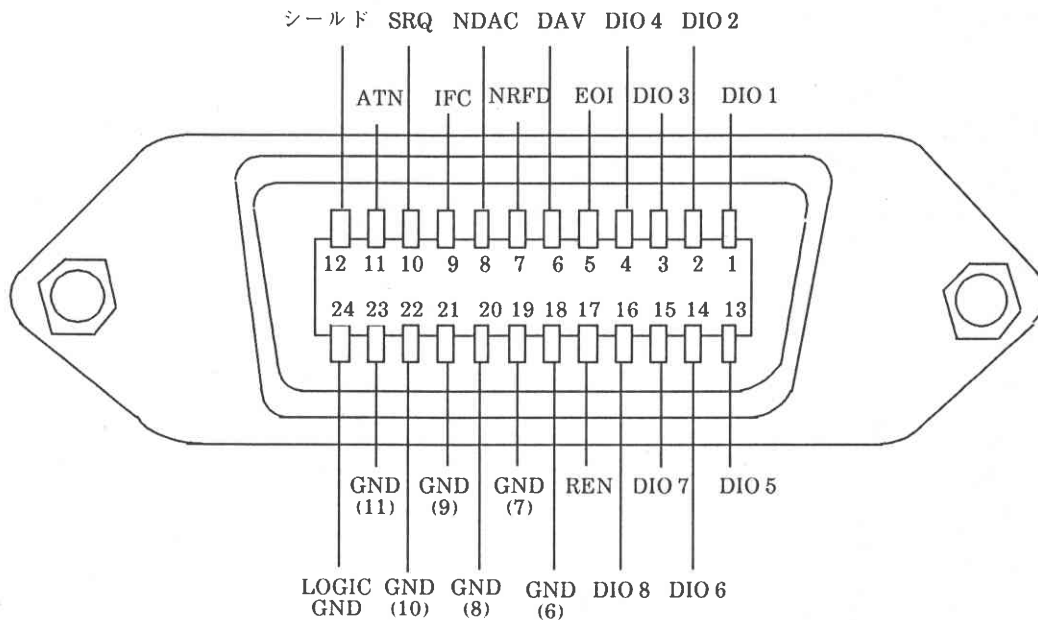 シールド SRQ NDAC DAV DIO 4 DIO 2
ATN IFC NRFD EOI DIO 3 DIO 1
12 11 10 9 8 7 6 5 4 3 2 1
24 23 22 21 20 19 18 17 16 15 14 13
GND GND GND REN DIO 7 DIO 5
(11) (9) (7)
LOGIC GND GND GND DIO 8 DIO 6
GND (10) (8) (6)